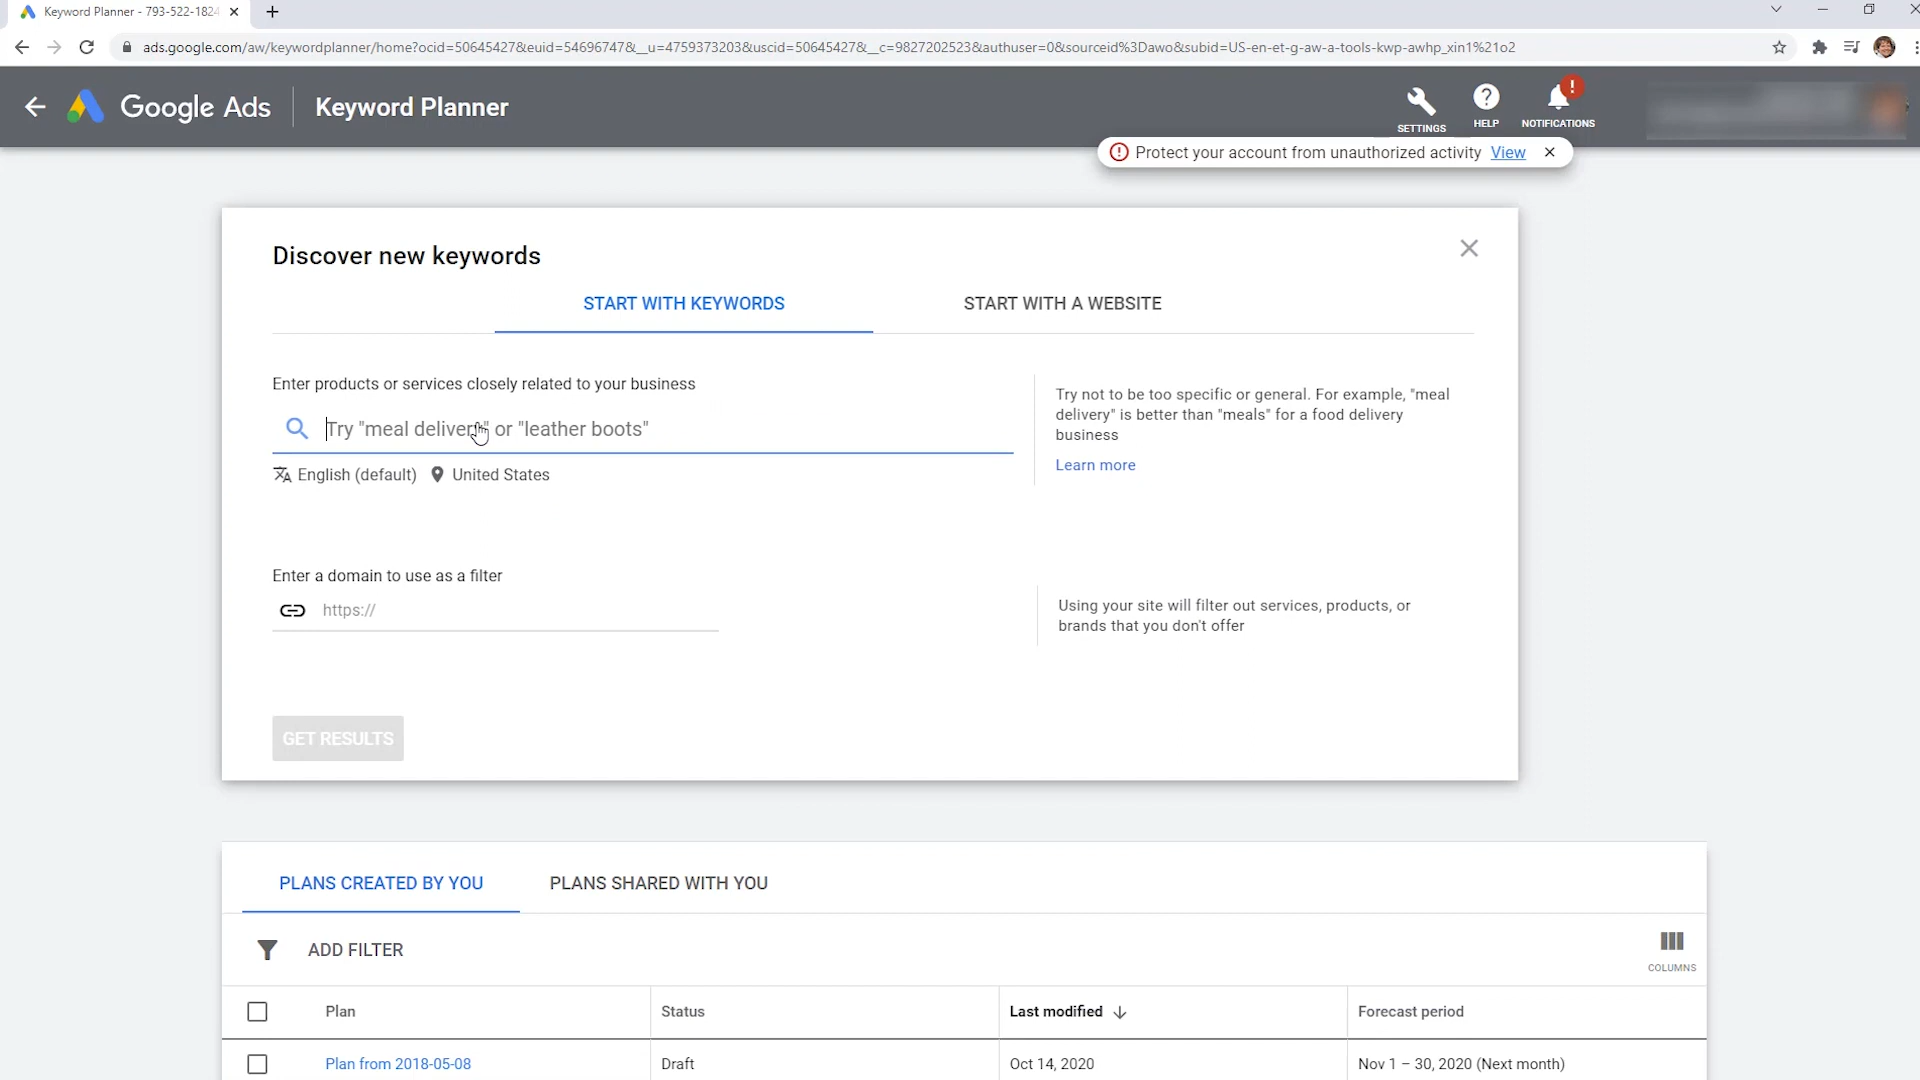 Keyword Planner - 793-522-1824
ads.google.com/aw/keywordplanner/home?ocid=50645427&euid=54696747&__u=4759373203&uscid=50645427&__c=9827202523&authuser=0&sourceid%3Dawo&subid=US-en-et-g-aw-a-tools-kwp-awhp_xin1%21o2
Google Ads Keyword Planner
SETTINGS HELP NOTIFICATIONS
Protect your account from unauthorized activity View
Discover new keywords
START WITH KEYWORDS START WITH A WEBSITE
Enter products or services closely related to your business
Try "meal delivery" or "leather boots"
English (default) United States
Try not to be too specific or general. For example, "meal
delivery" is better than "meals" for a food delivery
business
Learn more
Enter a domain to use as a filter
https://
Using your site will filter out services, products, or
brands that you don't offer
GET RESULTS
PLANS CREATED BY YOU PLANS SHARED WITH YOU
ADD FILTER
COLUMNS
Plan Status Last modified Forecast period
Plan from 2018-05-08 Draft Oct 14, 2020 Nov 1 – 30, 2020 (Next month)